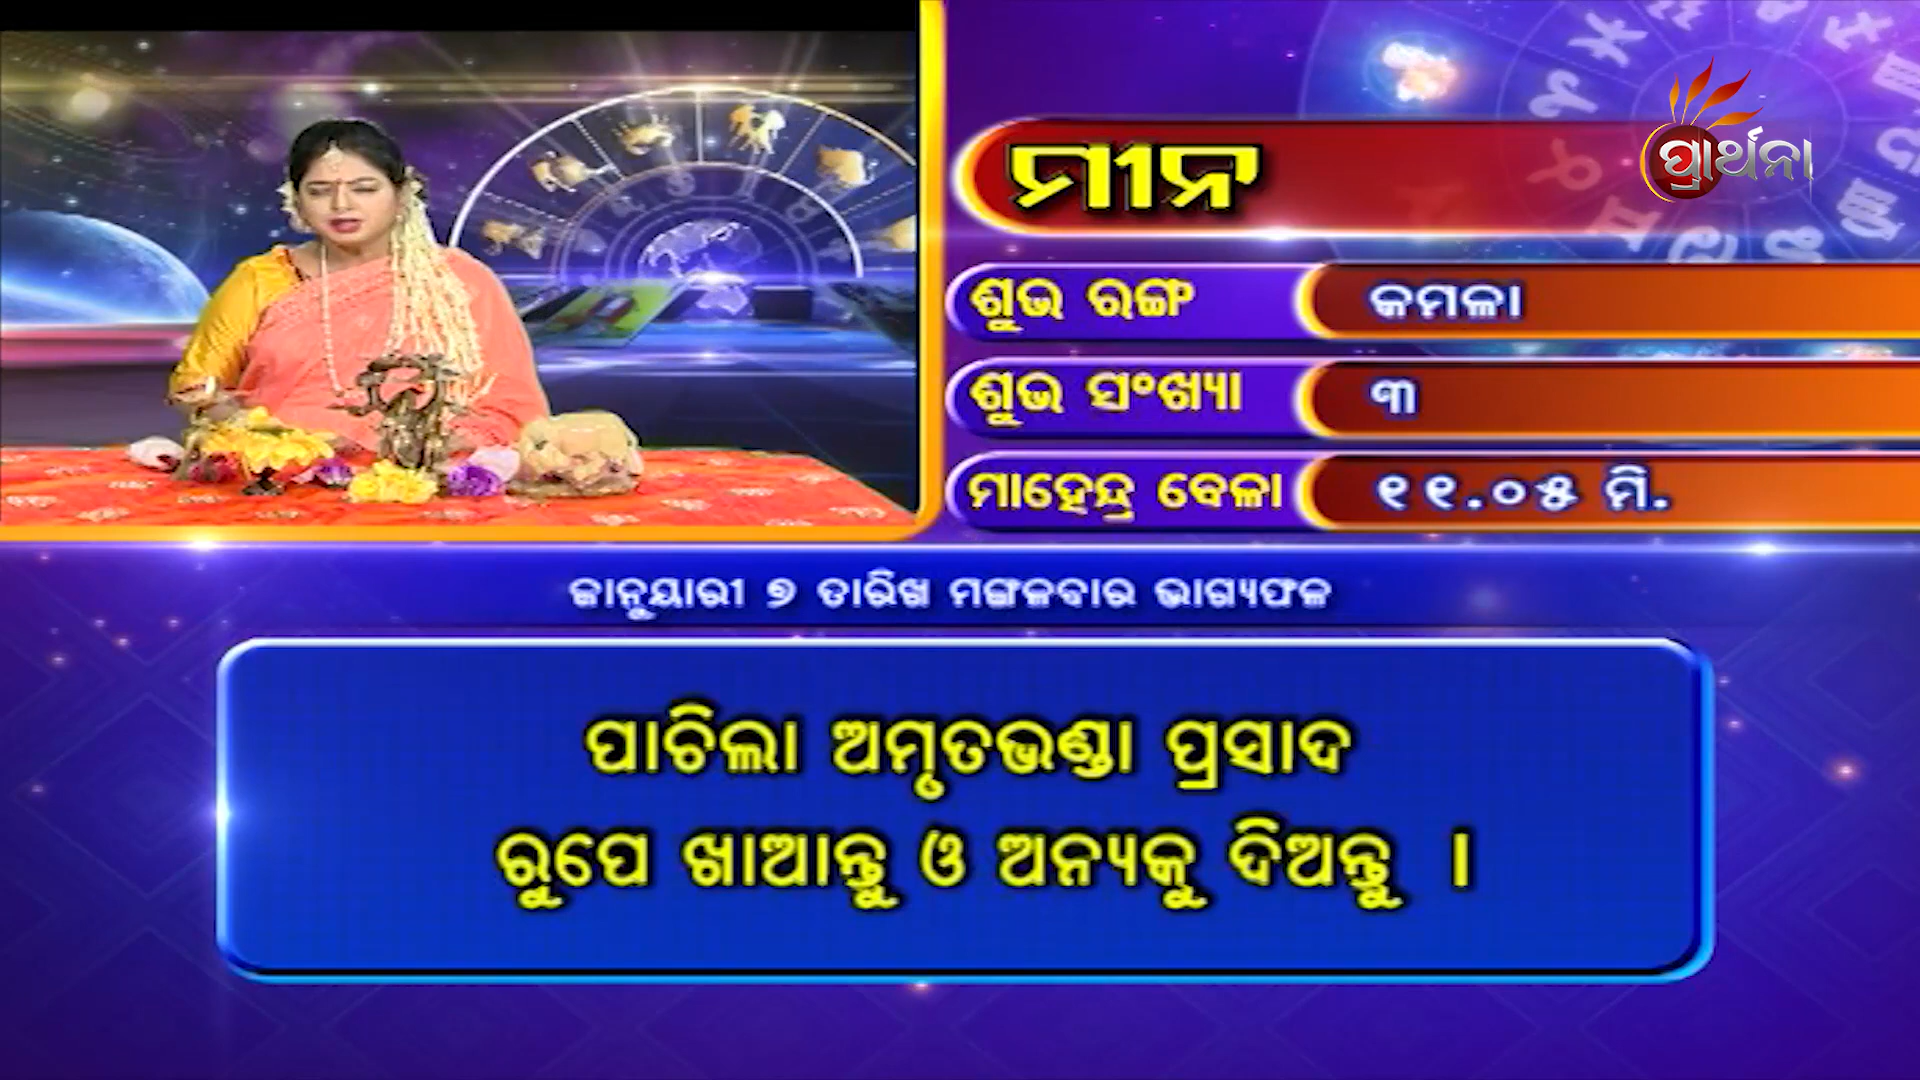 ମୀନ
ପ୍ରାର୍ଥନା
ଶୁଭ ରଙ୍ଗ
କମଳା
ଶୁଭ ସଂଖ୍ୟା
୩
ମାହେନ୍ଦ୍ର ବେଳା
୧୧.୦୫ ମି.
ଜାନୁୟାରୀ ୭ ତାରିଖ ମଙ୍ଗଳବାର ଭାଗ୍ୟଫଳ
ପାଚିଲା ଅମୃତଭଣ୍ଡା ପ୍ରସାଦ
ରୁପେ ଖାଆନ୍ତୁ ଓ ଅନ୍ୟକୁ ଦିଅନ୍ତୁ ।